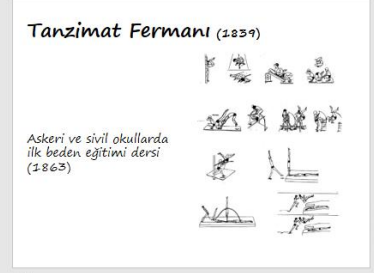 Tanzimat Fermanı (1839)
Askeri ve sivil okullarda
ilk beden eğitimi dersi
(1863)